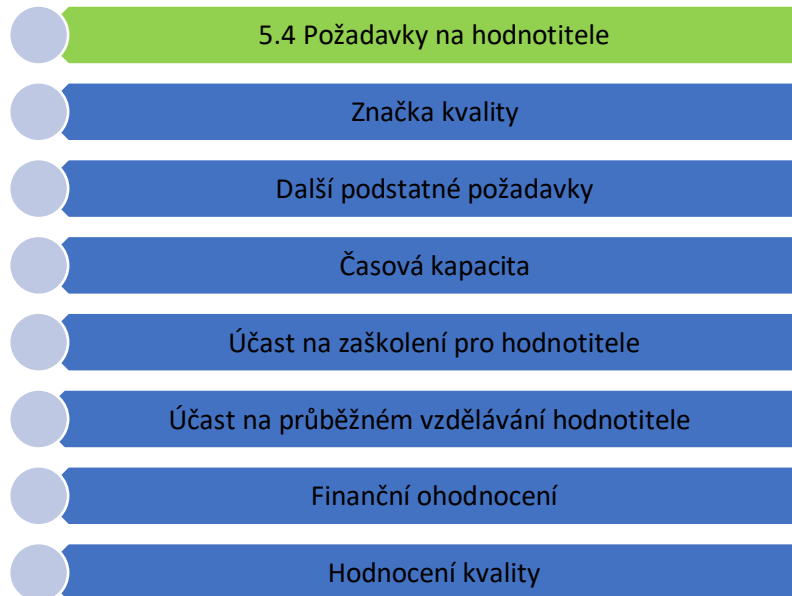 5.4 Požadavky na hodnotitele
Značka kvality
Další podstatné požadavky
Časová kapacita
Účast na zaškolení pro hodnotitele
Účast na průběžném vzdělávání hodnotitele
Finanční ohodnocení
Hodnocení kvality